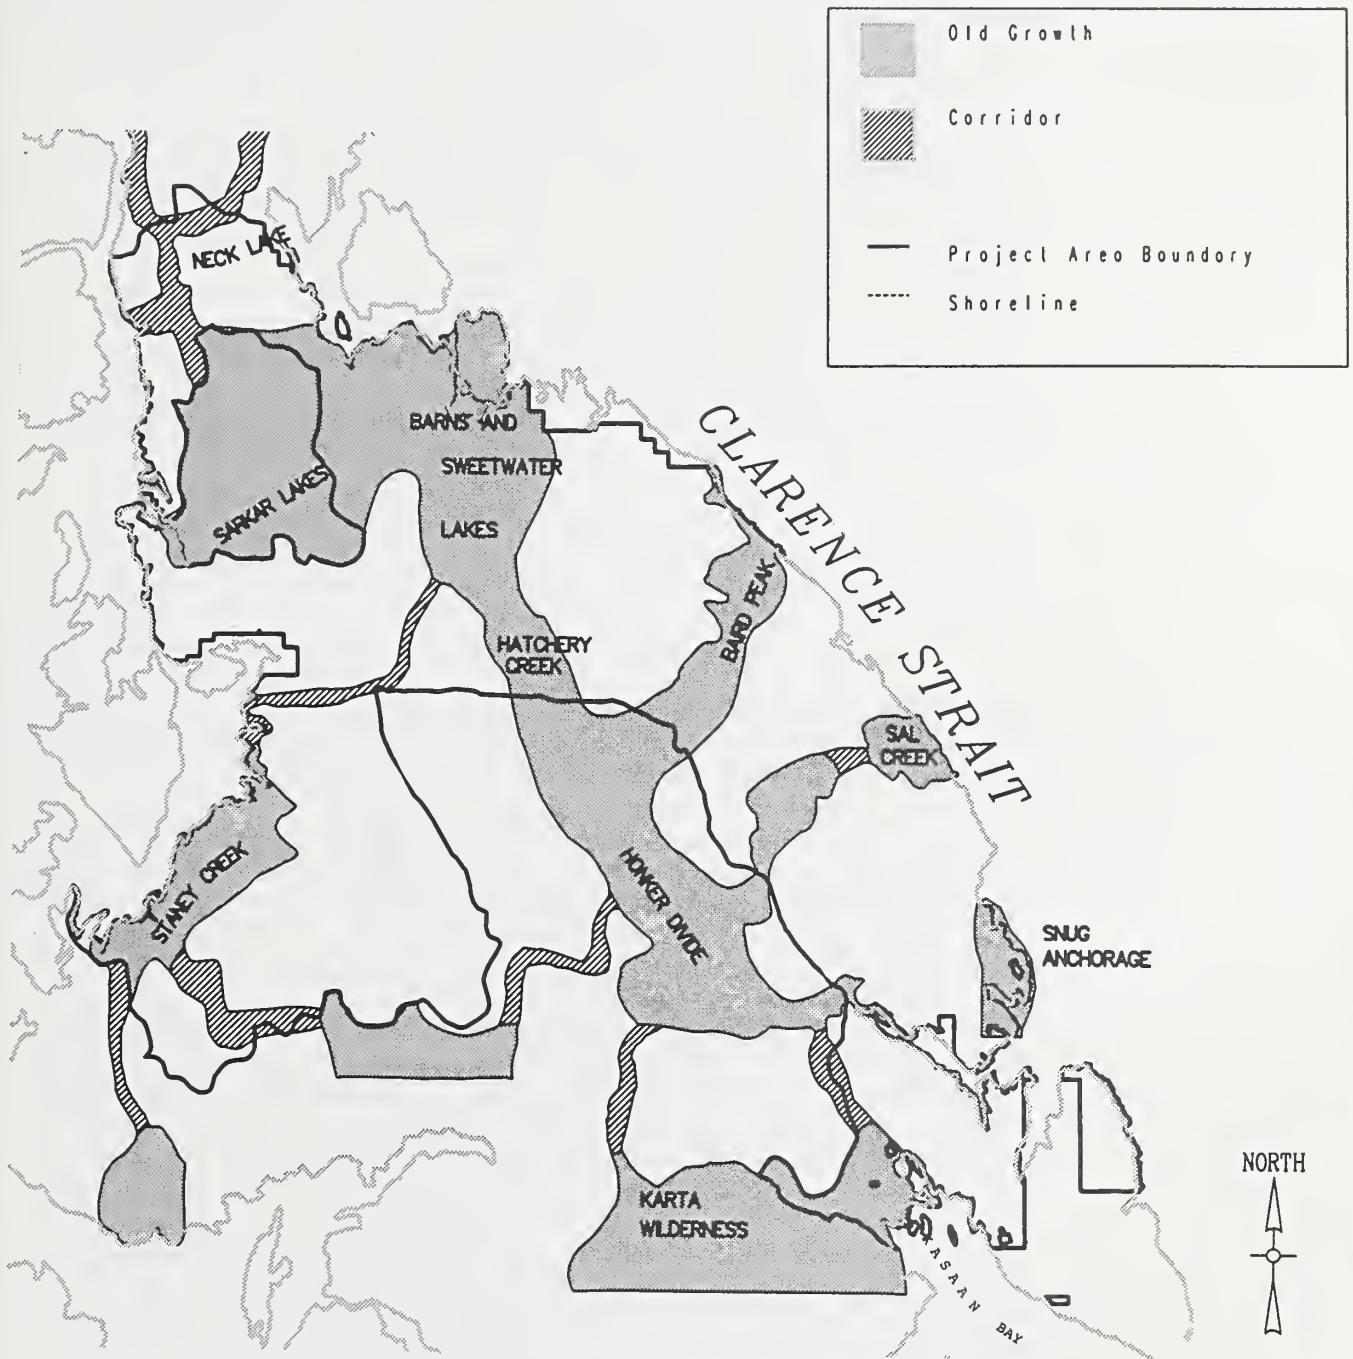 Old Growth
Corridor
Project Area Boundary
Shoreline
NECK LAKE
BARNS AND
SWEETWATER
LAKES
SARKAR LAKES
CLARENCE STRAIT
BAIRD PEAK
HATCHERY
CREEK
SAL
CREEK
STANEY CREEK
HONKER DIVIDE
SNUG
ANCHORAGE
KARTA
WILDERNESS
KASAAN BAY
NORTH